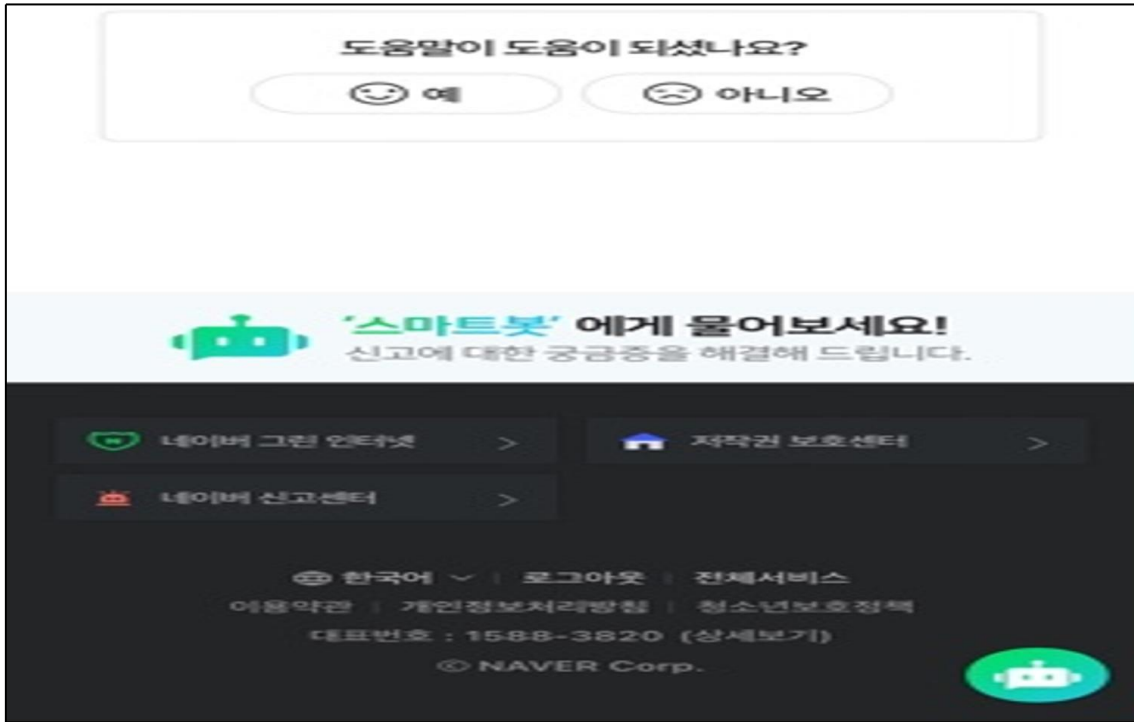 도움말이 도움이 되셨나요?
예 아니오
'스마트봇' 에게 물어보세요!
신고에 대한 궁금증을 해결해 드립니다.
네이버 그린 인터넷 > 저작권 보호센터 >
네이버 신고센터 >
한국어 | 로그아웃 | 전체서비스
이용약관 | 개인정보처리방침 | 청소년보호정책
대표번호 : 1588-3820 (상세보기)
© NAVER Corp.